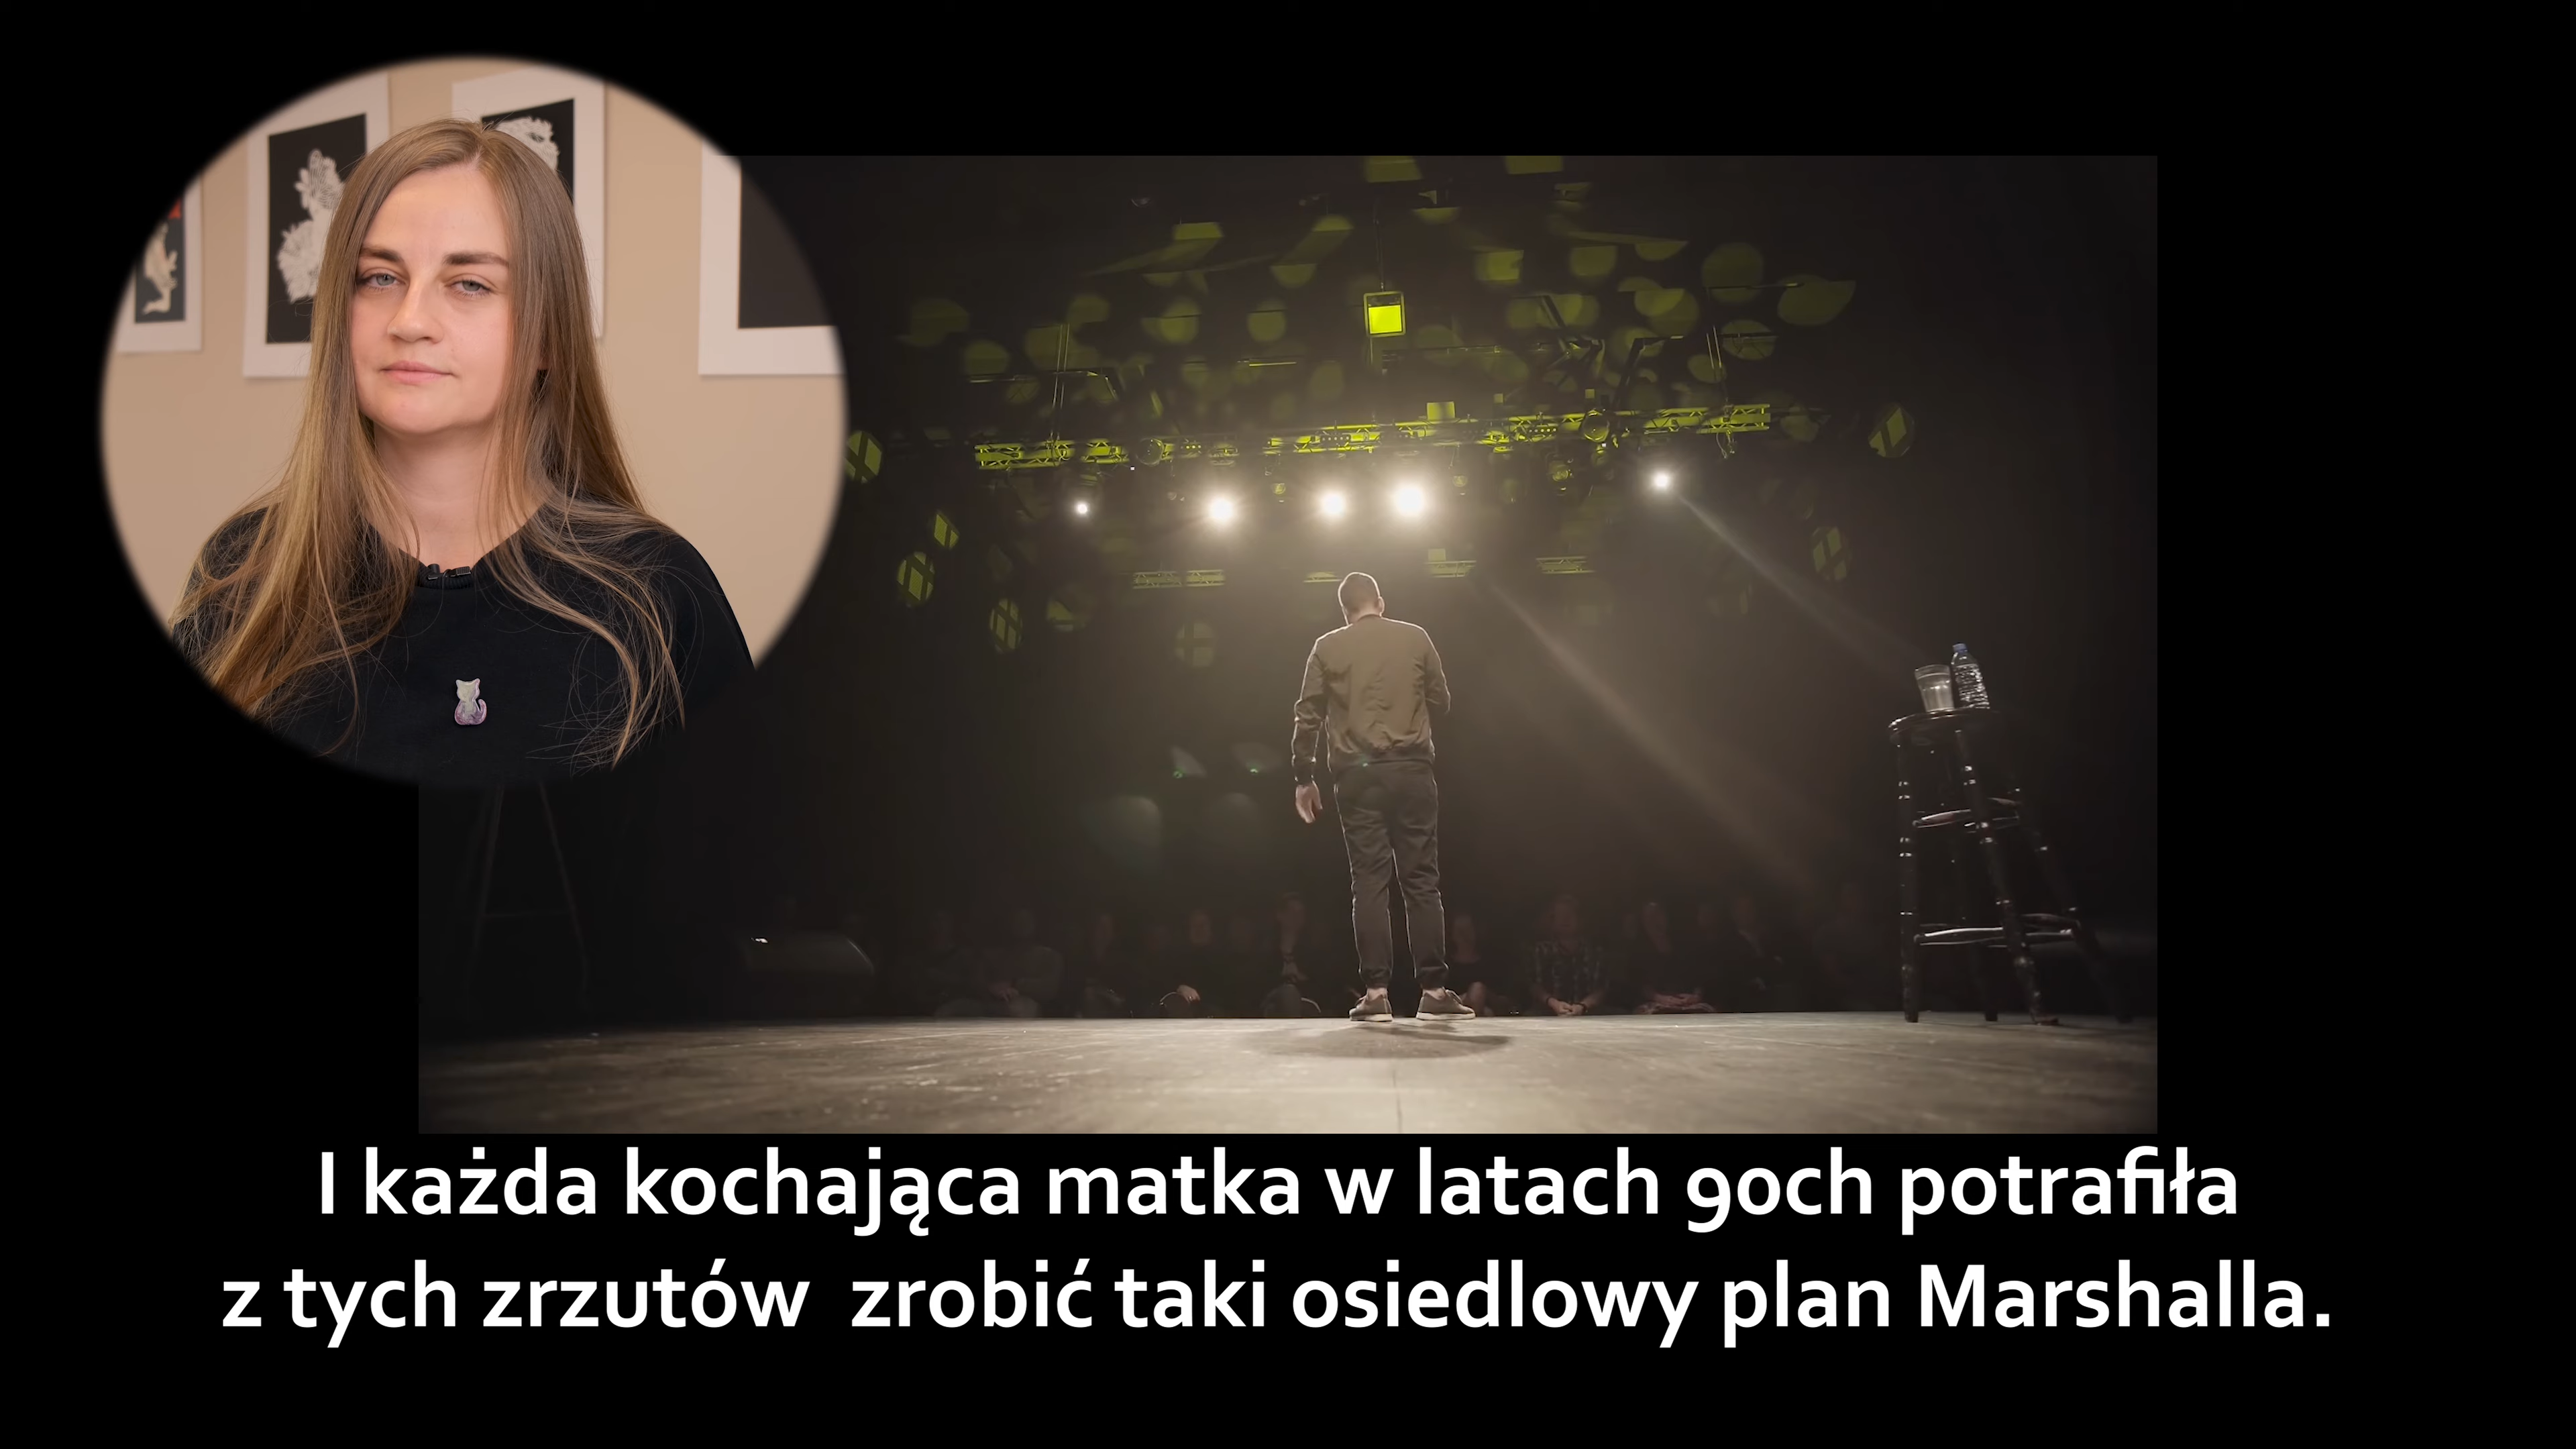 I każda kochająca matka w latach 90ch potrafiła
z tych zrzutów  zrobić taki osiedlowy plan Marshalla.